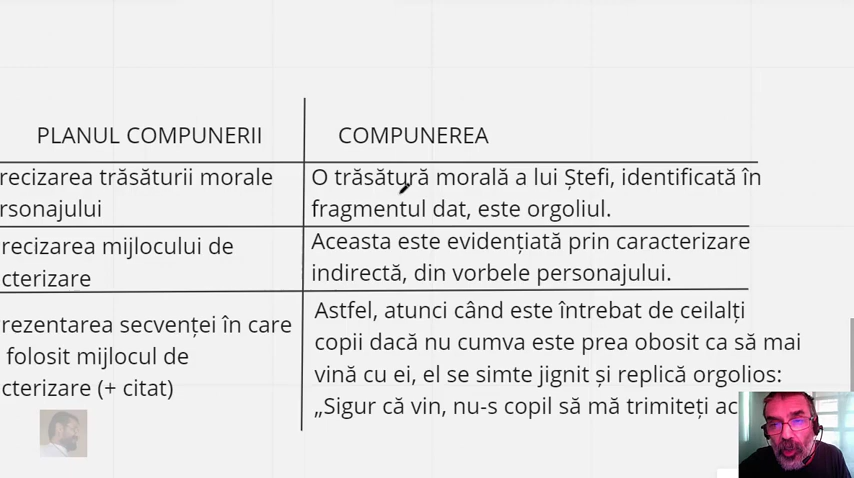 PLANUL COMPUNERII
COMPUNEREA
recizarea trăsăturii morale
rsonajului
O trăsătură morală a lui Ștefi, identificată în
fragmentul dat, este orgoliul.
recizarea mijlocului de
cterizare
Aceasta este evidențiată prin caracterizare
indirectă, din vorbele personajului.
rezentarea secvenței în care
folosit mijlocul de
cterizare (+ citat)
Astfel, atunci când este întrebat de ceilalți
copii dacă nu cumva este prea obosit ca să mai
vină cu ei, el se simte jignit și replică orgolios:
„Sigur că vin, nu-s copil să mă trimiteți ac